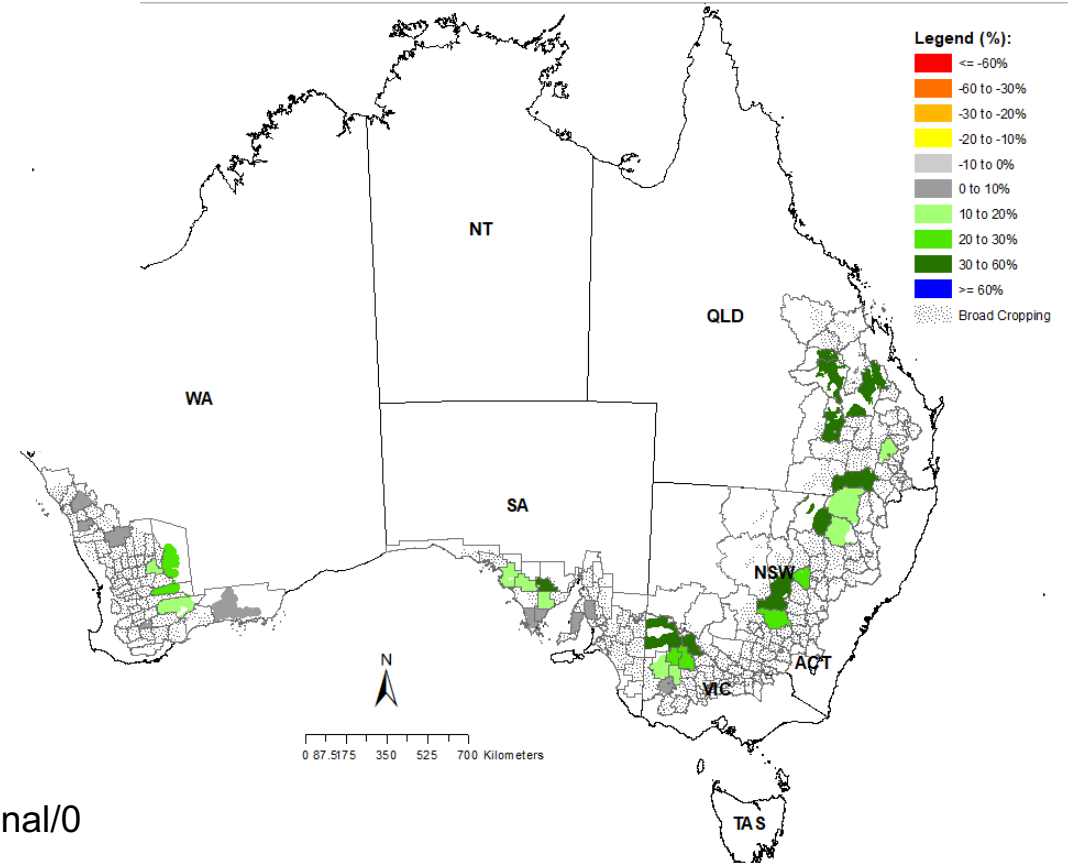 Legend (%):
<= -60%
-60 to -30%
-30 to -20%
-20 to -10%
-10 to 0%
0 to 10%
10 to 20%
20 to 30%
30 to 60%
>= 60%
Broad Cropping
NT
QLD
WA
SA
NSW
ACT
VIC
N
0 87.5175 350 525 700 Kilometers
TAS
nal/0